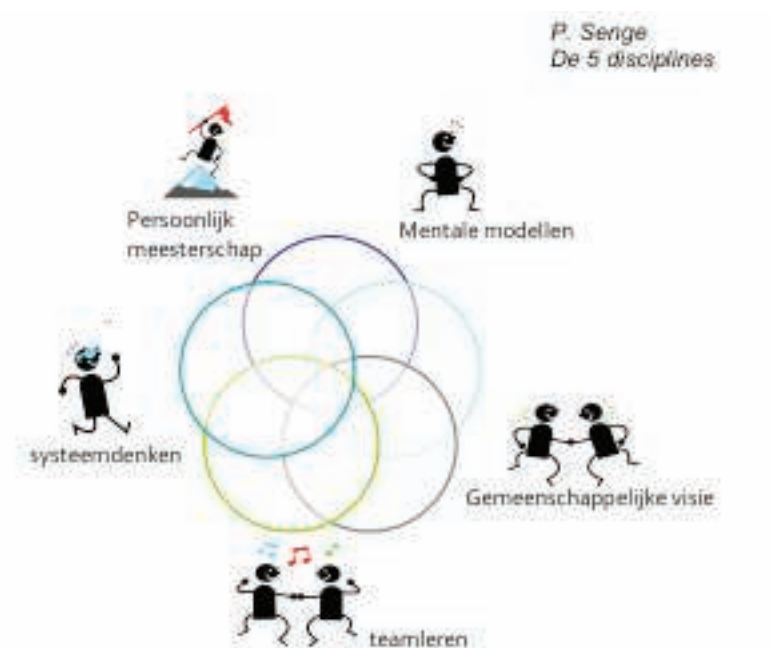 P. Senge
De 5 disciplines
Persoonlijk
meesterschap
Mentale modellen
systeemdenken
Gemeenschappelijke visie
teamleren